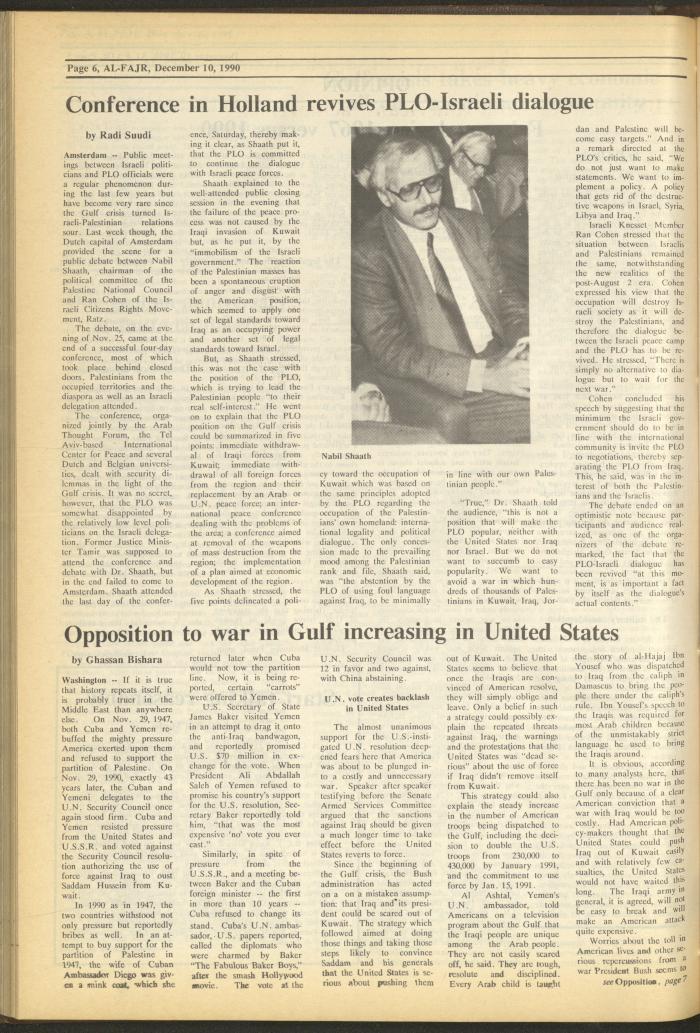 Page 6, AL-FAJR, December 10, 1990
Conference in Holland revives PLO-Israeli dialogue
by Radi Suudi
Amsterdam -- Public meet-
ings between Israeli politi-
cians and PLO officials were
a regular phenomenon dur-
ing the last few years but
have become very rare since
the Gulf crisis turned Is-
raeli-Palestinian relations
sour. Last week though, the
Dutch capital of Amsterdam
provided the scene for a
public debate between Nabil
Shaath, chairman of the
political committee of the
Palestine National Council
and Ran Cohen of the Is-
raeli Citizens Rights Move-
ment, Ratz.
The debate, on the eve-
ning of Nov. 25, came at the
end of a successful four-day
conference, most of which
took place behind closed
doors. Palestinians from the
occupied territories and the
diaspora as well as an Israeli
delegation attended.
The conference, orga-
nized jointly by the Arab
Thought Forum, the Tel
Aviv-based International
Center for Peace and several
Dutch and Belgian universi-
ties, dealt with security di-
lemmas in the light of the
Gulf crisis. It was no secret,
however, that the PLO was
somewhat disappointed by
the relatively low level poli-
ticians on the Israeli delega-
tion. Former Justice Minis-
ter Tamir was supposed to
attend the conference and
debate with Dr. Shaath, but
in the end failed to come to
Amsterdam. Shaath attended
the last day of the confer-
ence, Saturday, thereby mak-
ing it clear, as Shaath put it,
that the PLO is committed
to continue the dialogue
with Israeli peace forces.
Shaath explained to the
well-attended public closing
session in the evening that
the failure of the peace pro-
cess was not caused by the
Iraqi invasion of Kuwait
but, as he put it, by the
"immobilism of the Israeli
government." The reaction
of the Palestinian masses has
been a spontaneous eruption
of anger and disgust with
the American position,
which seemed to apply one
set of legal standards toward
Iraq as an occupying power
and another set of legal
standards toward Israel.
But, as Shaath stressed,
this was not the case with
the position of the PLO,
which is trying to lead the
Palestinian people "to their
real self-interest." He went
on to explain that the PLO
position on the Gulf crisis
could be summarized in five
points: immediate withdraw-
al of Iraqi forces from
Kuwait; immediate with-
drawal of all foreign forces
from the region and their
replacement by an Arab or
U.N. peace force; an inter-
national peace conference
dealing with the problems of
the area; a conference aimed
at removal of the weapons
of mass destruction from the
region; the implementation
of a plan aimed at economic
development of the region.
As Shaath stressed, the
five points delineated a poli-
Nabil Shaath
cy toward the occupation of
Kuwait which was based on
the same principles adopted
by the PLO regarding the
occupation of the Palestin-
ians' own homeland: interna-
tional legality and political
dialogue. The only conces-
sion made to the prevailing
mood among the Palestinian
rank and file, Shaath said,
was "the abstention by the
PLO of using foul language
against Iraq, to be minimally
in line with our own Pales-
tinian people."
"True," Dr. Shaath told
the audience, "this is not a
position that will make the
PLO popular, neither with
the United States nor Iraq
nor Israel. But we do not
want to succumb to easy
popularity. We want to
avoid a war in which hun-
dreds of thousands of Pales-
tinians in Kuwait, Iraq, Jor-
dan and Palestine will be-
come easy targets." And in
a remark directed at the
PLO's critics, he said, "We
do not just want to make
statements. We want to im-
plement a policy. A policy
that gets rid of the destruc-
tive weapons in Israel, Syria,
Libya and Iraq."
Israeli Knesset Member
Ran Cohen stressed that the
situation between Israelis
and Palestinians remained
the same, notwithstanding
the new realities of the
post-August 2 era. Cohen
expressed his view that the
occupation will destroy Is-
raeli society as it will de-
stroy the Palestinians, and
therefore the dialogue be-
tween the Israeli peace camp
and the PLO has to be re-
vived. He stressed, "There is
simply no alternative to dia-
logue but to wait for the
next war."
Cohen concluded his
speech by suggesting that the
minimum the Israeli gov-
ernment should do to be in
line with the international
community is invite the PLO
to negotiations, thereby sep-
arating the PLO from Iraq.
This, he said, was in the in-
terest of both the Palestin-
ians and the Israelis.
The debate ended on an
optimistic note because par-
ticipants and audience real-
ized, as one of the orga-
nizers of the debate re-
marked, the fact that the
PLO-Israeli dialogue has
been revived "at this mo-
ment, is as important a fact
by itself as the dialogue's
actual contents."
Opposition to war in Gulf increasing in United States
by Ghassan Bishara
Washington -- If it is true
that history repeats itself, it
is probably truer in the
Middle East than anywhere
else. On Nov. 29, 1947,
both Cuba and Yemen re-
buffed the mighty pressure
America exerted upon them
and refused to support the
partition of Palestine. On
Nov. 29, 1990, exactly 43
years later, the Cuban and
Yemeni delegates to the
U.N. Security Council once
again stood firm. Cuba and
Yemen resisted pressure
from the United States and
U.S.S.R. and voted against
the Security Council resolu-
tion authorizing the use of
force against Iraq to oust
Saddam Hussein from Ku-
wait.
In 1990 as in 1947, the
two countries withstood not
only pressure but reportedly
bribes as well. In an at-
tempt to buy support for the
partition of Palestine in
1947, the wife of Cuban
Ambassador Diego was giv-
en a mink coat, which she
returned later when Cuba
would not tow the partition
line. Now, it is being re-
ported, certain "carrots"
were offered to Yemen.
U.S. Secretary of State
James Baker visited Yemen
in an attempt to drag it onto
the anti-Iraq bandwagon,
and reportedly promised
U.S. $70 million in ex-
change for the vote. When
President Ali Abdallah
Saleh of Yemen refused to
promise his country's support
for the U.S. resolution, Sec-
retary Baker reportedly told
him, "that was the most
expensive 'no' vote you ever
cast."
Similarly, in spite of
pressure from the
U.S.S.R., and a meeting be-
tween Baker and the Cuban
foreign minister -- the first
in more than 10 years --
Cuba refused to change its
stand. Cuba's U.N. ambas-
sador, U.S. papers reported,
called the diplomats who
were charmed by Baker
"The Fabulous Baker Boys,"
after the smash Hollywood
movie. The vote at the
U.N. Security Council was
12 in favor and two against,
with China abstaining.
U.N. vote creates backlash
in United States
The almost unanimous
support for the U.S.-insti-
gated U.N. resolution deep-
ened fears here that America
was about to be plunged in-
to a costly and unnecessary
war. Speaker after speaker
testifying before the Senate
Armed Services Committee
argued that the sanctions
against Iraq should be given
a much longer time to take
effect before the United
States reverts to force.
Since the beginning of
the Gulf crisis, the Bush
administration has acted
on a on a mistaken assump-
tion: that Iraq and its presi-
dent could be scared out of
Kuwait. The strategy which
followed aimed at doing
those things and taking those
steps likely to convince
Saddam and his generals
that the United States is se-
rious about pushing them
out of Kuwait. The United
States seems to believe that
once the Iraqis are con-
vinced of American resolve,
they will simply oblige and
leave. Only a belief in such
a strategy could possibly ex-
plain the repeated threats
against Iraq, the warnings
and the protestations that the
United States was "dead se-
rious" about the use of force
if Iraq didn't remove itself
from Kuwait.
This strategy could also
explain the steady increase
in the number of American
troops being dispatched to
the Gulf, including the deci-
sion to double the U.S.
troops from 230,000 to
430,000 by January 1991,
and the commitment to use
force by Jan. 15, 1991.
Al Ashtal, Yemen's
U.N. ambassador, told
Americans on a television
program about the Gulf that
the Iraqi people are unique
among the Arab people.
They are not easily scared
off, he said. They are tough,
resolute and disciplined.
Every Arab child is taught
the story of al-Hajaj Ibn
Yousef who was dispatched
to Iraq from the caliph in
Damascus to bring the peo-
ple there under the caliph's
rule. Ibn Yousef's speech to
the Iraqis was required for
most Arab children because
of the unmistakably strict
language he used to bring
the Iraqis around.
It is obvious, according
to many analysts here, that
there has been no war in the
Gulf only because of a clear
American conviction that a
war with Iraq would be too
costly. Had American poli-
cy-makers thought that the
United States could push
Iraq out of Kuwait easily
and with relatively few ca-
sualties, the United States
would not have waited this
long. The Iraqi army in
general, it is agreed, will not
be easy to break and will
make an American attack
quite expensive.
Worries about the toll in
American lives and other se-
rious repercussions from a
war President Bush seems to
see Opposition, page 7